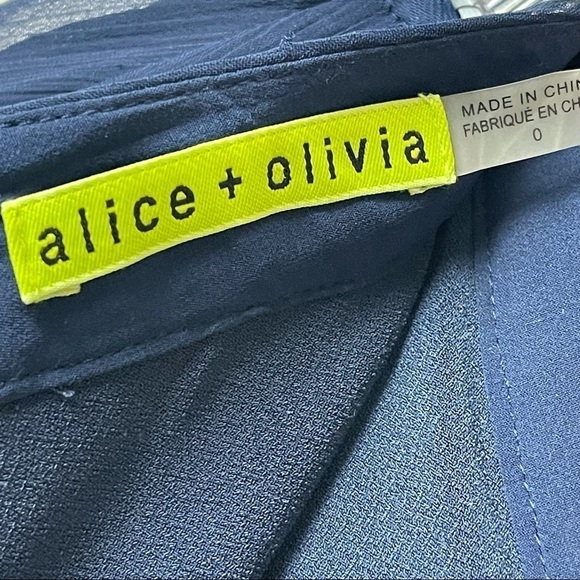 alice + olivia
MADE IN CHIN
FABRIQUÉ EN CH
0